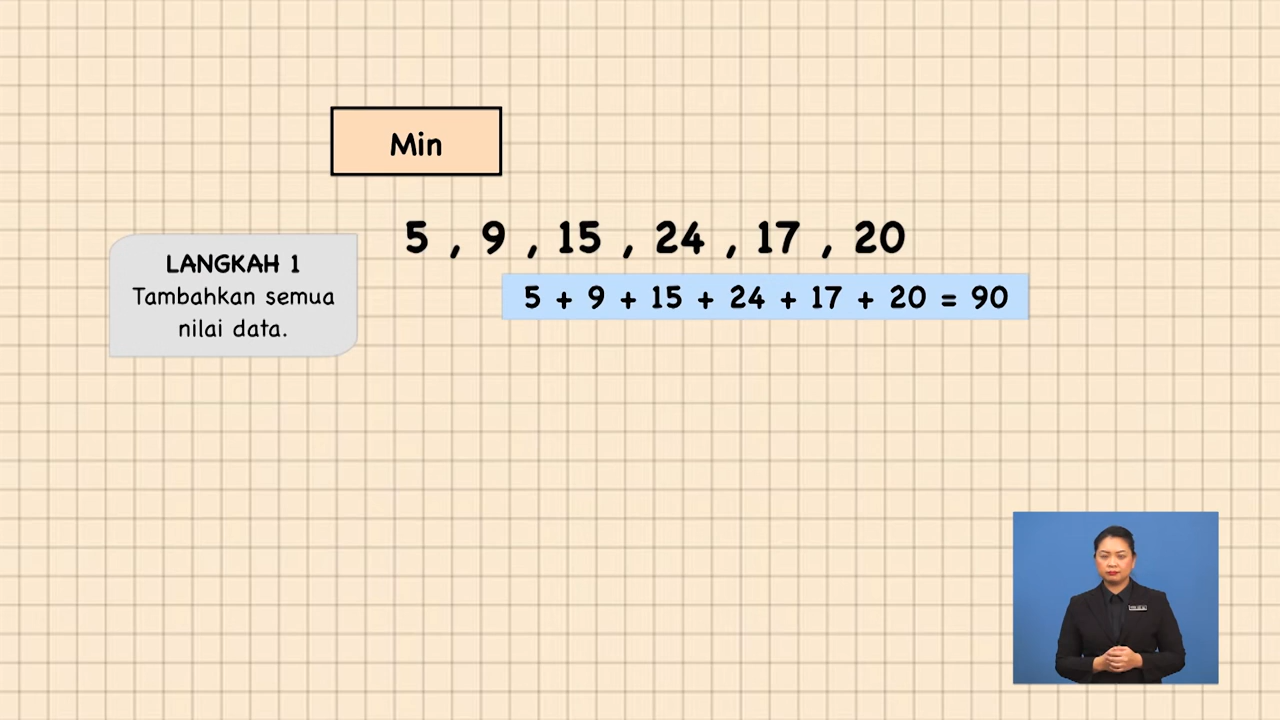 Min
5 , 9 , 15 , 24 , 17 , 20
LANGKAH 1
Tambahkan semua
nilai data.
5 + 9 + 15 + 24 + 17 + 20 = 90